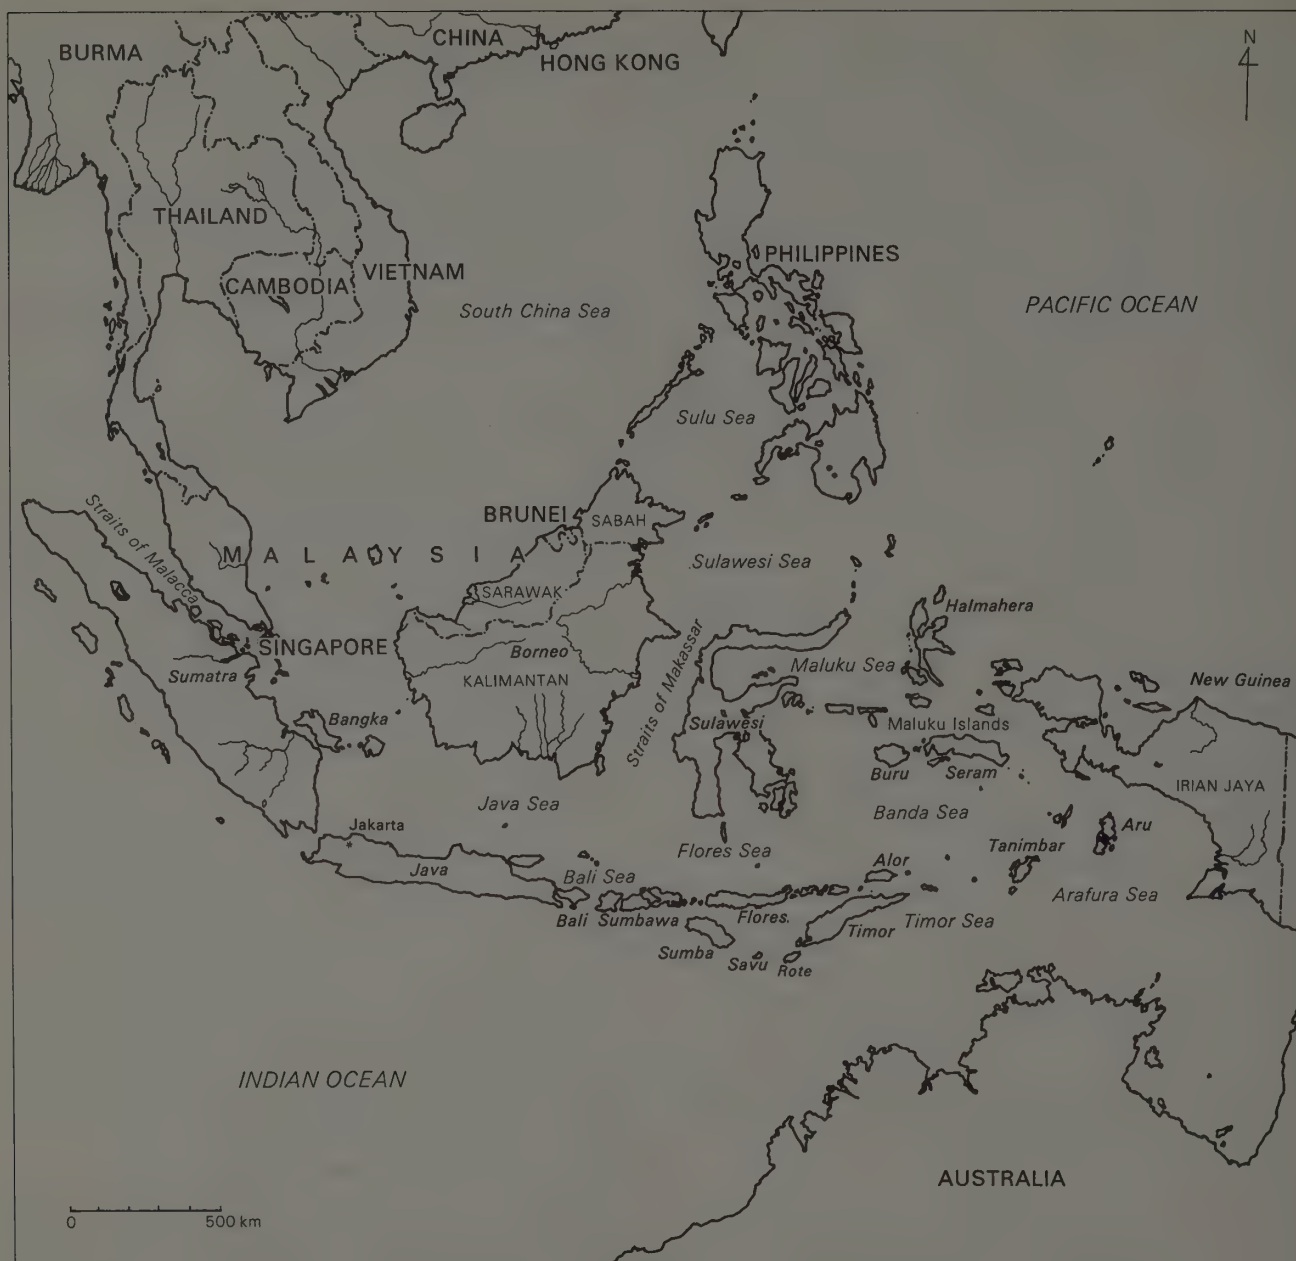 CHINA
BURMA
HONG KONG
N
THAILAND
PHILIPPINES
VIETNAM
CAMBODIA
South China Sea
PACIFIC OCEAN
Sulu Sea
Straits of Malacca
BRUNEI
SABAH
MALAYSIA
Sulawesi Sea
SARAWAK
Halmahera
SINGAPORE
Borneo
Straits of Makassar
Maluku Sea
Sumatra
KALIMANTAN
New Guinea
Bangka
Sulawesi
Maluku Islands
Buru
Seram
IRIAN JAYA
Java Sea
Banda Sea
Jakarta
*
Aru
Flores Sea
Tanimbar
Alor
Java
Bali Sea
Arafura Sea
Bali
Sumbawa
Flores.
Timor
Timor Sea
Sumba
Savu
Rote
INDIAN OCEAN
AUSTRALIA
0
500 km